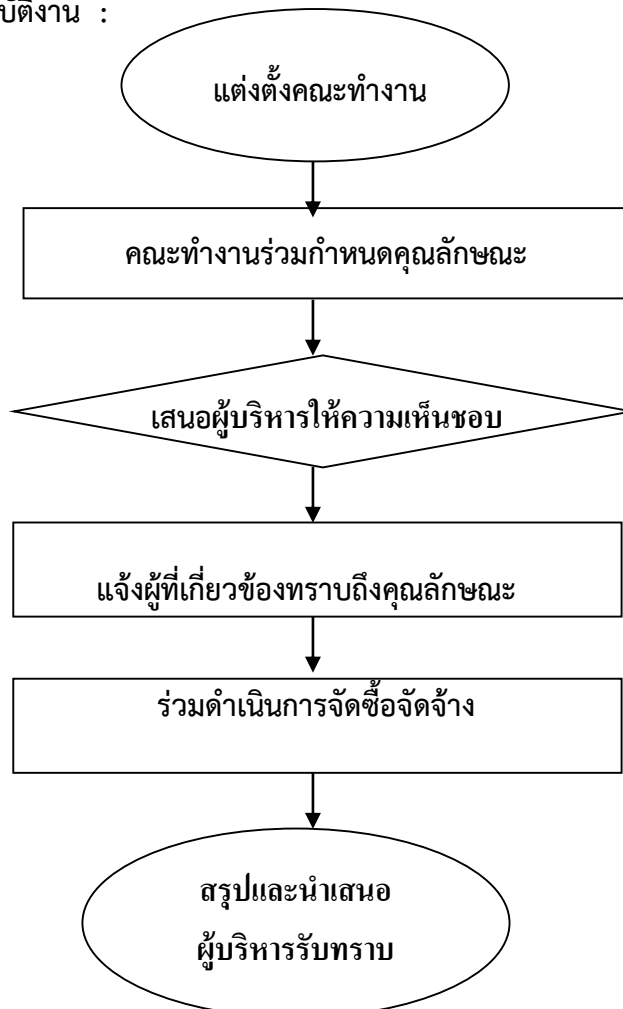 บัติงาน :
แต่งตั้งคณะทำงาน
คณะทำงานร่วมกำหนดคุณลักษณะ
เสนอผู้บริหารให้ความเห็นชอบ
แจ้งผู้ที่เกี่ยวข้องทราบถึงคุณลักษณะ
ร่วมดำเนินการจัดซื้อจัดจ้าง
สรุปและนำเสนอ
ผู้บริหารรับทราบ